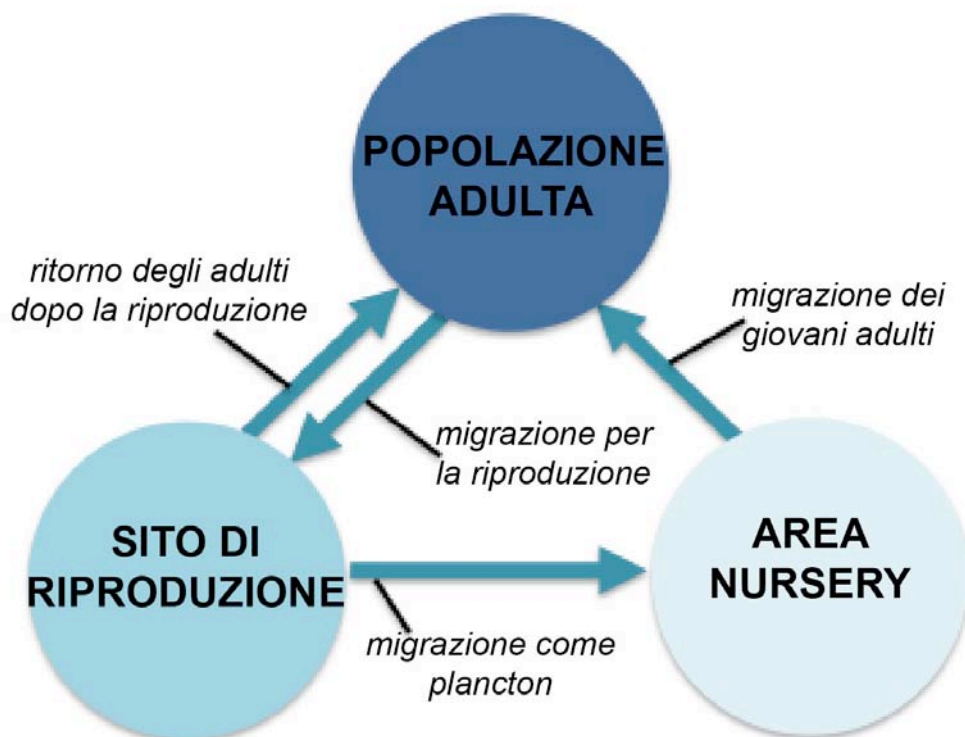 POPOLAZIONE
ADULTA
ritorno degli adulti
dopo la riproduzione
migrazione dei
giovani adulti
migrazione per
la riproduzione
SITO DI
RIPRODUZIONE
AREA
NURSERY
migrazione come
plancton